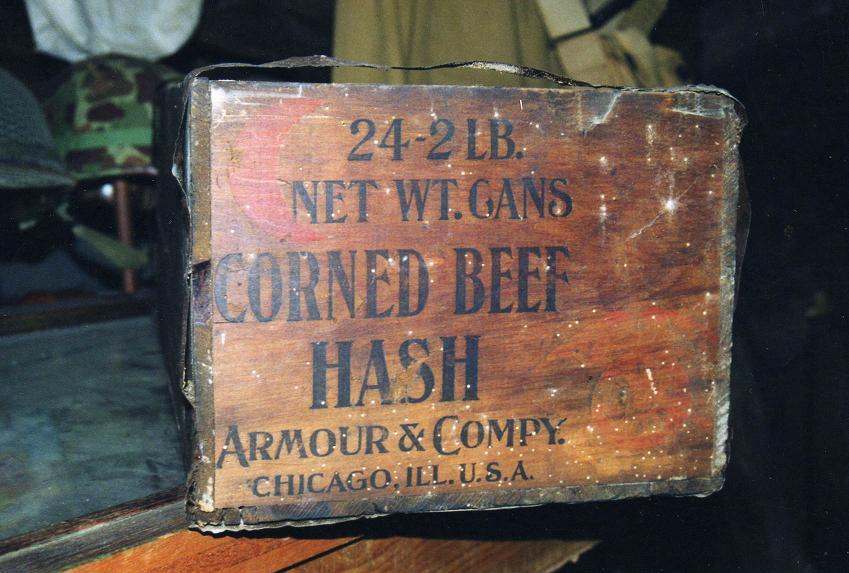 24-2 LB.
NET WT. CANS
CORNED BEEF
HASH
ARMOUR & COMPY.
CHICAGO, ILL. U.S.A.